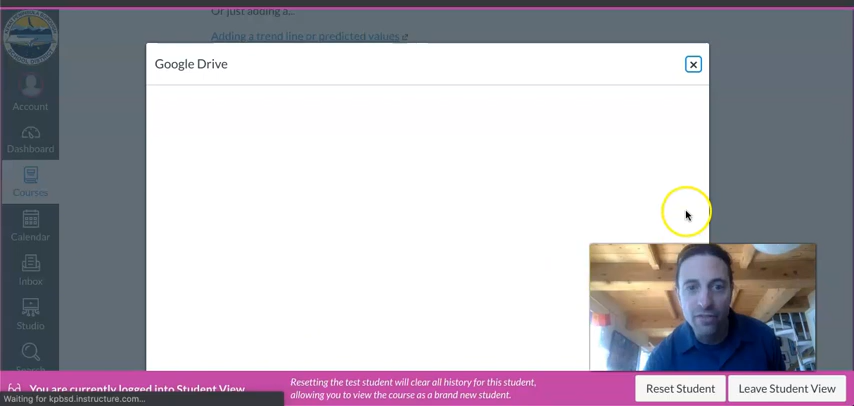 Or just adding a...
Adding a trend line or predicted values
Google Drive
Account
Dashboard
Courses
Calendar
Inbox
Studio
Search
You are currently logged into Student View
Resetting the test student will clear all history for this student,
allowing you to view the course as a brand new student.
Reset Student
Leave Student View
Waiting for kpbsd.instructure.com...